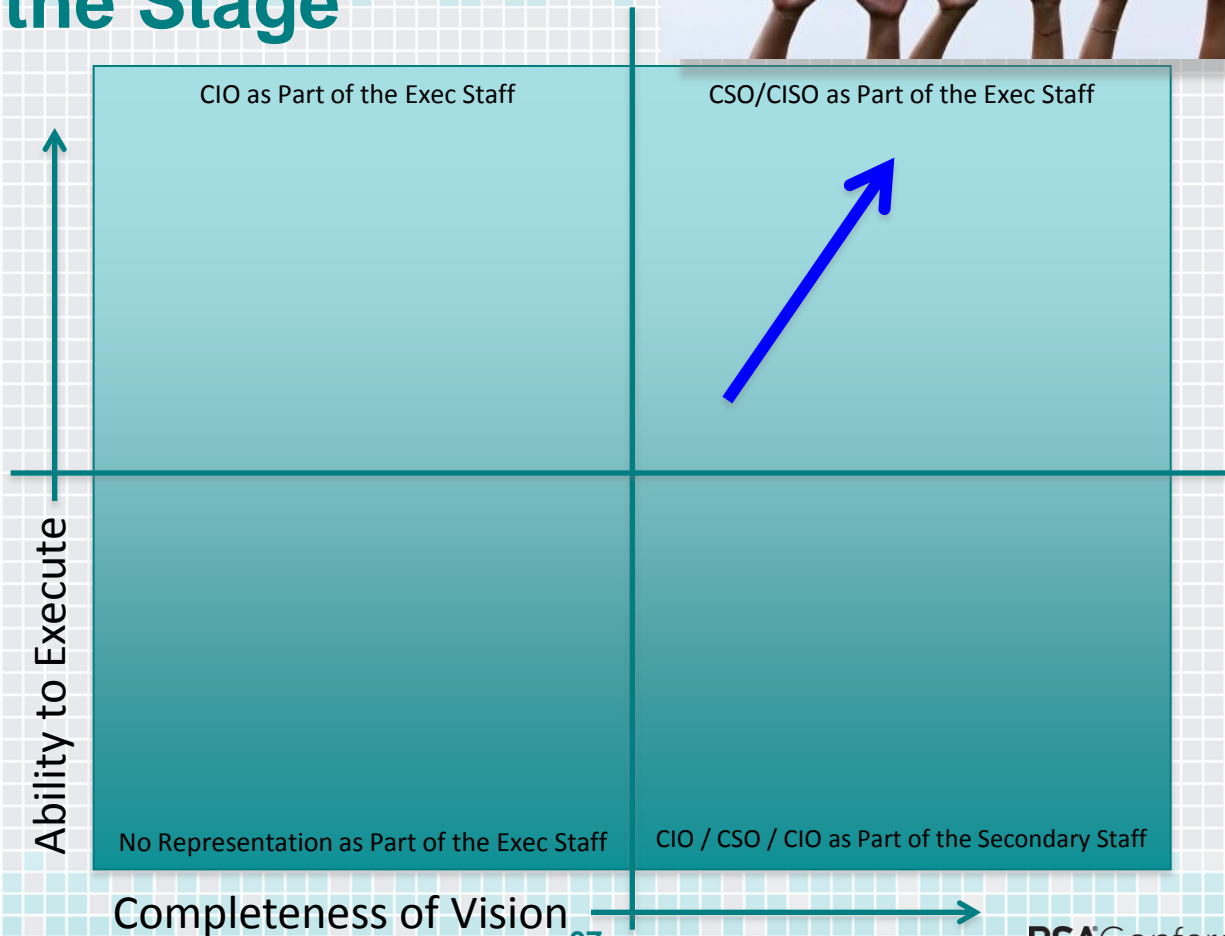 the Stage
CIO as Part of the Exec Staff
CSO/CISO as Part of the Exec Staff
Ability to Execute
No Representation as Part of the Exec Staff
CIO / CSO / CIO as Part of the Secondary Staff
Completeness of Vision